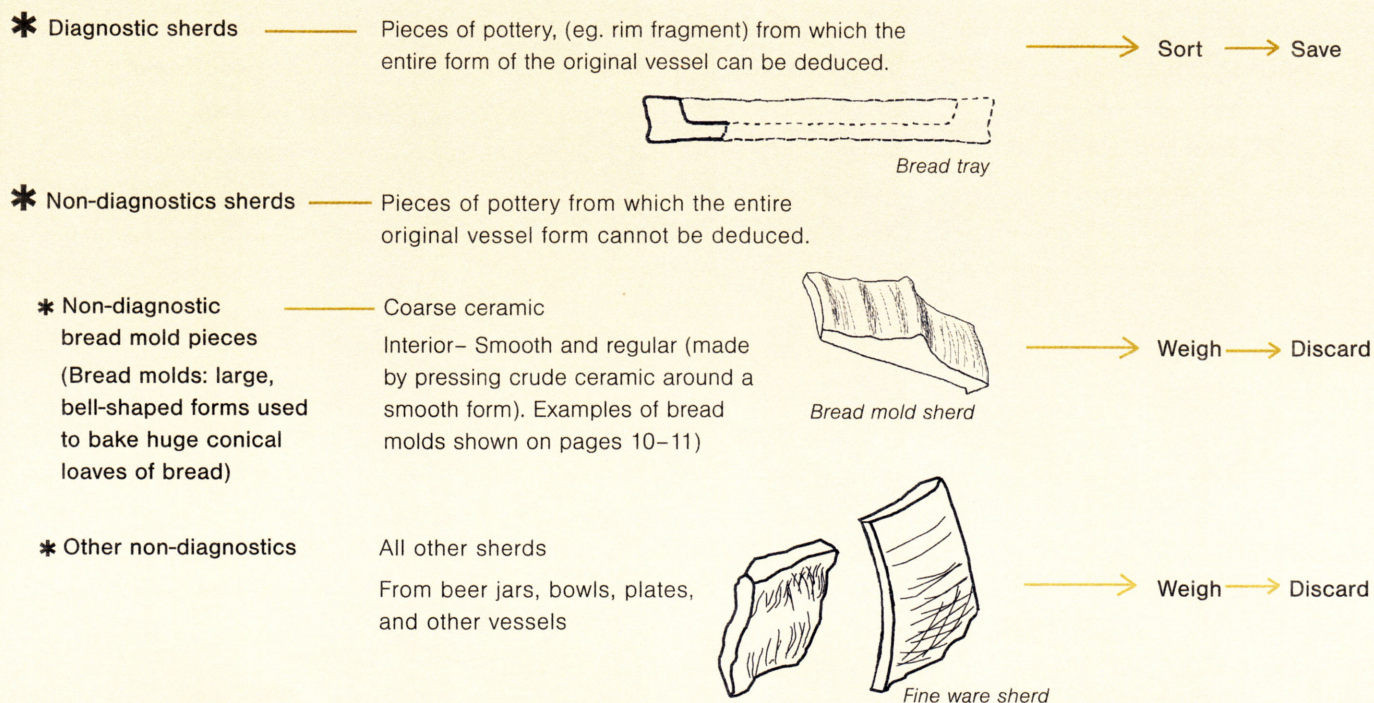 * Diagnostic sherds
Pieces of pottery, (eg. rim fragment) from which the
entire form of the original vessel can be deduced.
Sort
Save
Bread tray
* Non-diagnostics sherds
Pieces of pottery from which the entire
original vessel form cannot be deduced.
* Non-diagnostic
bread mold pieces
(Bread molds: large,
bell-shaped forms used
to bake huge conical
loaves of bread)
Coarse ceramic
Interior– Smooth and regular (made
by pressing crude ceramic around a
smooth form). Examples of bread
molds shown on pages 10–11)
Bread mold sherd
Weigh
Discard
* Other non-diagnostics
All other sherds
From beer jars, bowls, plates,
and other vessels
Fine ware sherd
Weigh
Discard